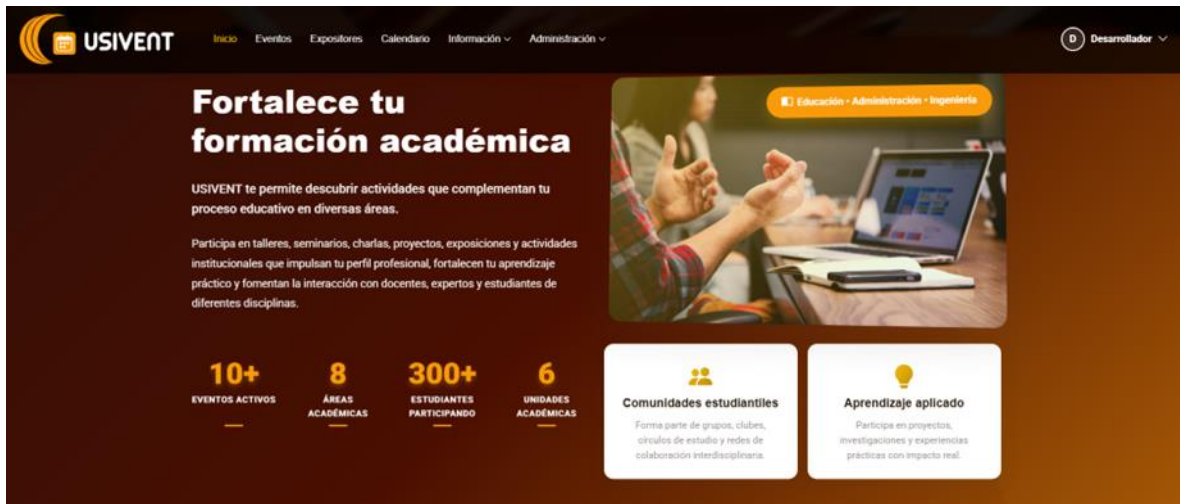 USIVENT
Inicio Eventos Expositores Calendario Información Administración
D Desarrollador
Fortalece tu
formación académica
USIVENT te permite descubrir actividades que complementan tu
proceso educativo en diversas áreas.
Participa en talleres, seminarios, charlas, proyectos, exposiciones y actividades
institucionales que impulsan tu perfil profesional, fortalecen tu aprendizaje
práctico y fomentan la interacción con docentes, expertos y estudiantes de
diferentes disciplinas.
10+
EVENTOS ACTIVOS
8
ÁREAS
ACADÉMICAS
300+
ESTUDIANTES
PARTICIPANDO
6
UNIDADES
ACADÉMICAS
Educación • Administración • Ingeniería
Comunidades estudiantiles
Forma parte de grupos, clubes,
círculos de estudio y redes de
colaboración interdisciplinaria.
Aprendizaje aplicado
Participa en proyectos,
investigaciones y experiencias
prácticas con impacto real.